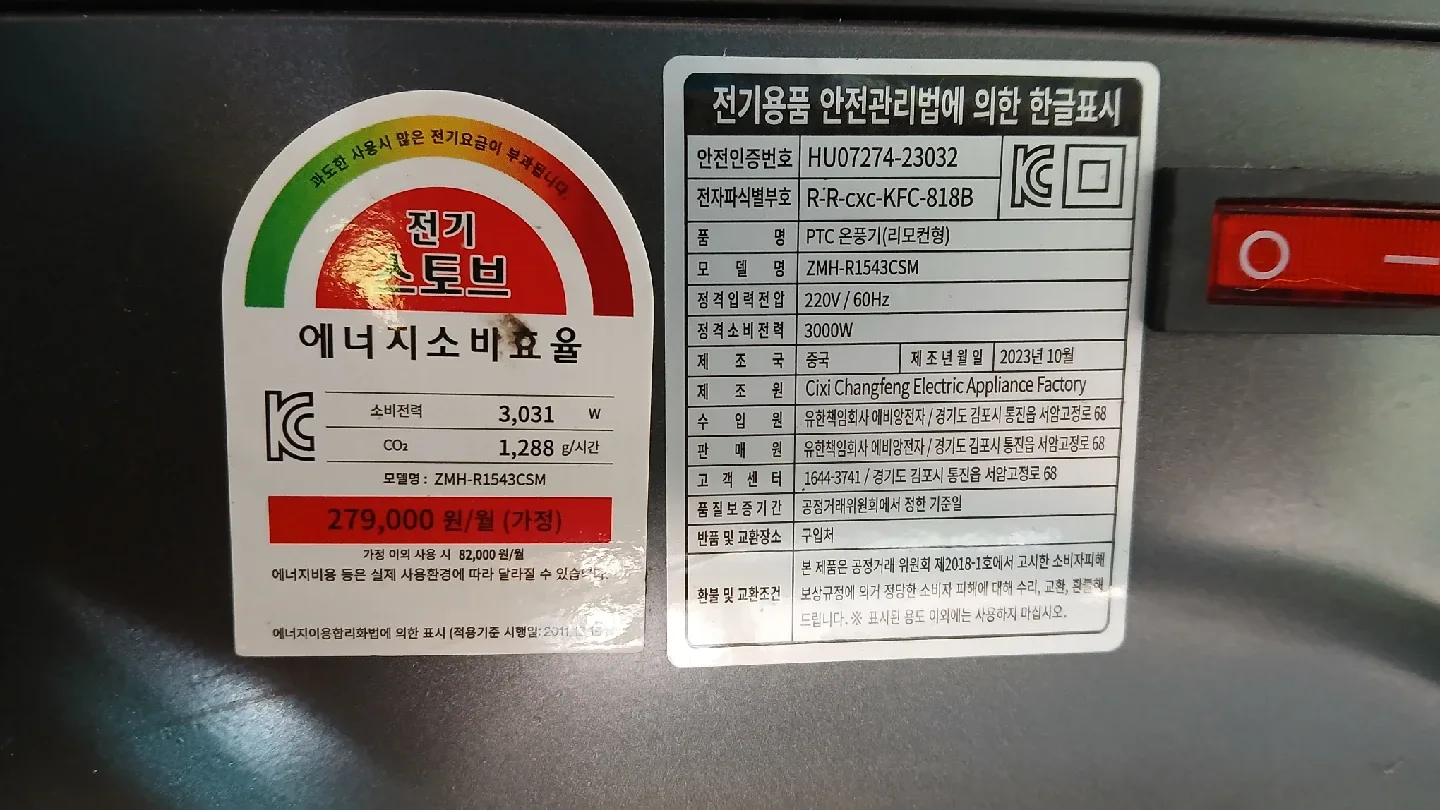 과도한 사용시 많은 전기요금이 부과됩니다.
전기
스토브
에너지소비효율
소비전력 3,031 W
CO₂ 1,288 g/시간
모델명 : ZMH-R1543CSM
279,000 원/월 (가정)
가정 이외 사용 시 82,000원/월
에너지비용 등은 실제 사용환경에 따라 달라질 수 있습니다.
에너지이용합리화법에 의한 표시 (적용기준 시행일:
전기용품 안전관리법에 의한 한글표시
안전인증번호 HU07274-23032
전자파식별부호 R-R-cxc-KFC-818B
품 명 PTC 온풍기(리모컨형)
모 델 명 ZMH-R1543CSM
정격입력전압 220V / 60Hz
정격소비전력 3000W
제 조 국 중국 제조년월일 2023년 10월
제 조 원 Cixi Changfeng Electric Appliance Factory
수 입 원 유한책임회사 에비앙전자 / 경기도 김포시 통진읍 서암고정로 68
판 매 원 유한책임회사 에비앙전자 / 경기도 김포시 통진읍 서암고정로 68
고 객 센 터 1644-3741 / 경기도 김포시 통진읍 서암고정로 68
품질보증기간 공정거래위원회에서 정한 기준일
반품 및 교환장소 구입처
환불 및 교환조건 본 제품은 공정거래 위원회 제2018-1호에서 고시한 소비자피해
보상규정에 의거 정당한 소비자 피해에 대해 수리, 교환, 환불해
드립니다. ※ 표시된 용도 이외에는 사용하지 마십시오.